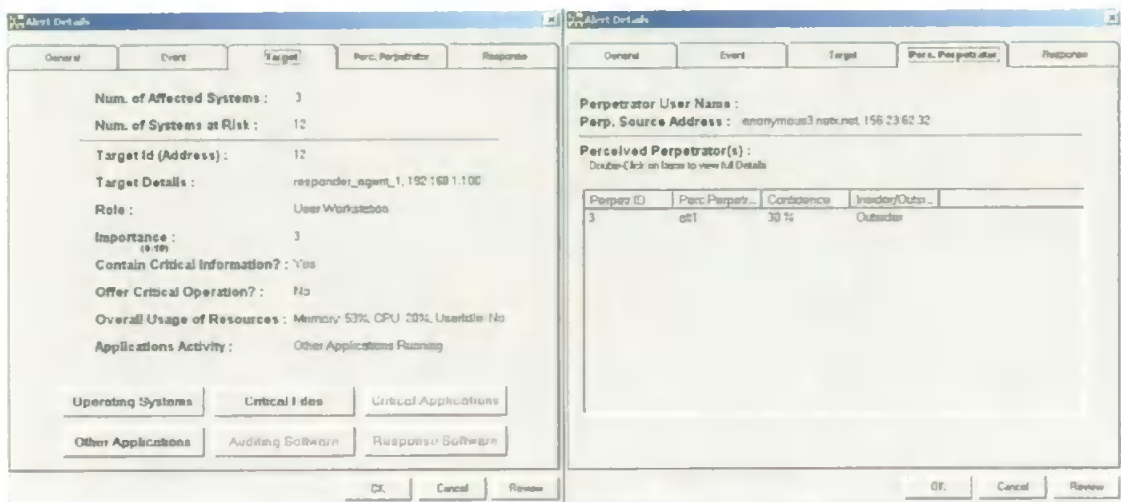 Alert Details
General Event Target Perc. Perpetrator Response
Num. of Affected Systems : 3
Num. of Systems at Risk : 12
Target Id (Address) : 12
Target Details : responder_agent_1, 192.168.1.100
Role : User Workstation
Importance : 3
(0-10)
Contain Critical Information? : Yes
Offer Critical Operation? : No
Overall Usage of Resources : Memory 53%, CPU 20%, UserIdle No
Applications Activity : Other Applications Running
Operating Systems Critical Files Critical Applications
Other Applications Auditing Software Response Software
OK Cancel Review
Alert Details
General Event Target Perc. Perpetrator Response
Perpetrator User Name :
Perp. Source Address : 156.23.62.32
Perceived Perpetrator(s) :
Double-Click on items to view full Details
Perpet ID Perc Perpetr... Confidence Insider/Outsi...
3 att1 30 % Outsider
OK Cancel Review